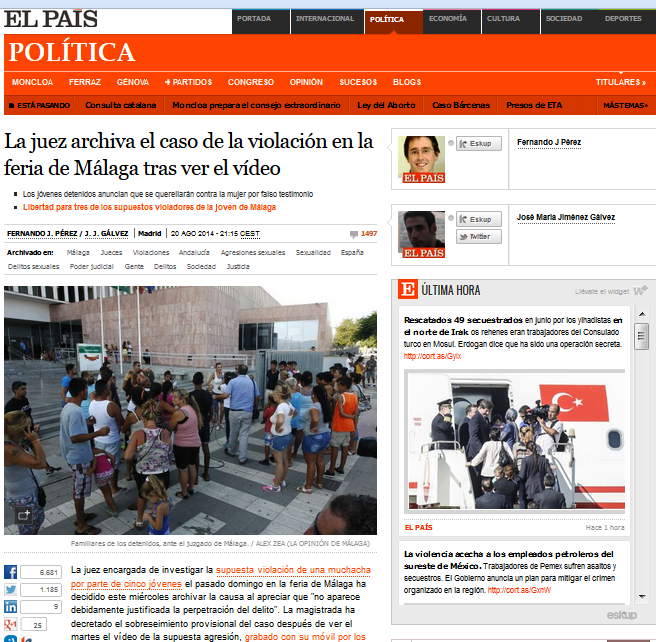 EL PAÍS
PORTADA
INTERNACIONAL
POLÍTICA
ECONOMÍA
CULTURA
SOCIEDAD
DEPORTES
POLÍTICA
MONCLOA FERRAZ GÉNOVA PARTIDOS CONGRESO OPINIÓN SUCESOS BLOGS TITULARES »
ESTÁ PASANDO Consulta catalana Moncloa prepara el consejo extraordinario Ley del Aborto Caso Bárcenas Presos de ETA MÁS TEMAS»
La juez archiva el caso de la violación en la
feria de Málaga tras ver el vídeo
Los jóvenes detenidos anuncian que se querellarán contra la mujer por falso testimonio
Libertad para tres de los supuestos violadores de la joven de Málaga
FERNANDO J. PÉREZ / J. J. GÁLVEZ | Madrid | 20 AGO 2014 - 21:15 CEST 1497
Archivado en: Málaga Jueces Violaciones Andalucía Agresiones sexuales Sexualidad España
Delitos sexuales Poder judicial Gente Delitos Sociedad Justicia
Familiares de los detenidos, ante el juzgado de Málaga. / ALEX ZEA (LA OPINIÓN DE MÁLAGA)
6.681
1.185
9
25
La juez encargada de investigar la supuesta violación de una muchacha
por parte de cinco jóvenes el pasado domingo en la feria de Málaga ha
decidido este miércoles archivar la causa al apreciar que "no aparece
debidamente justificada la perpetración del delito". La magistrada ha
decretado el sobreseimiento provisional del caso después de ver el
martes el vídeo de la supuesta agresión, grabado con su móvil por los
EL PAÍS
Eskup
Fernando J Pérez
EL PAÍS
Eskup
Twitter
José María Jiménez Gálvez
E ÚLTIMA HORA
Llévate el widget
Rescatados 49 secuestrados en junio por los yihadistas en
el norte de Irak os rehenes eran trabajadores del Consulado
turco en Mosul. Erdogan dice que ha sido una operación secreta.
http://cort.as/Gyix
EL PAÍS Hace 1 hora
La violencia acecha a los empleados petroleros del
sureste de México. Trabajadores de Pemex sufren asaltos y
secuestros. El Gobierno anuncia un plan para mitigar el crimen
organizado en la región. http://cort.as/GxnW
eskup